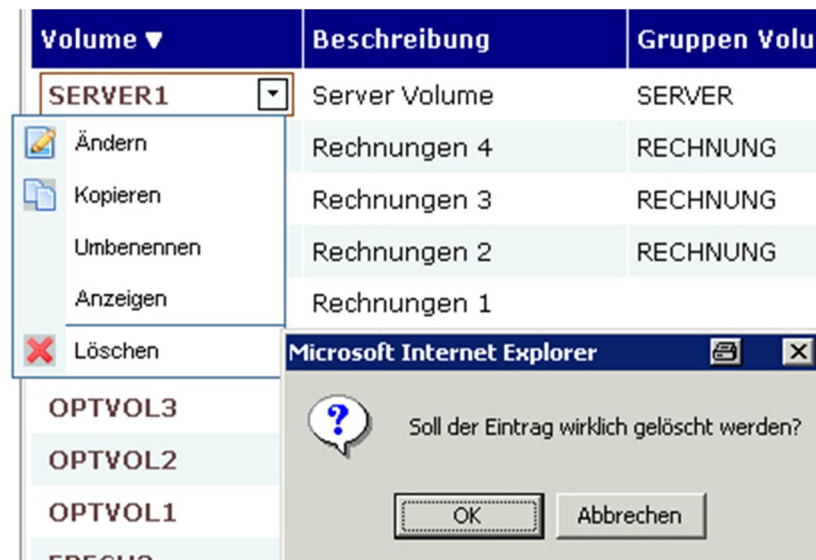 Volume ▼ Beschreibung Gruppen Volu
SERVER1 Server Volume SERVER
Ändern Rechnungen 4 RECHNUNG
Kopieren Rechnungen 3 RECHNUNG
Umbenennen Rechnungen 2 RECHNUNG
Anzeigen Rechnungen 1
Löschen Microsoft Internet Explorer
OPTVOL3 Soll der Eintrag wirklich gelöscht werden?
OPTVOL2
OPTVOL1 OK Abbrechen